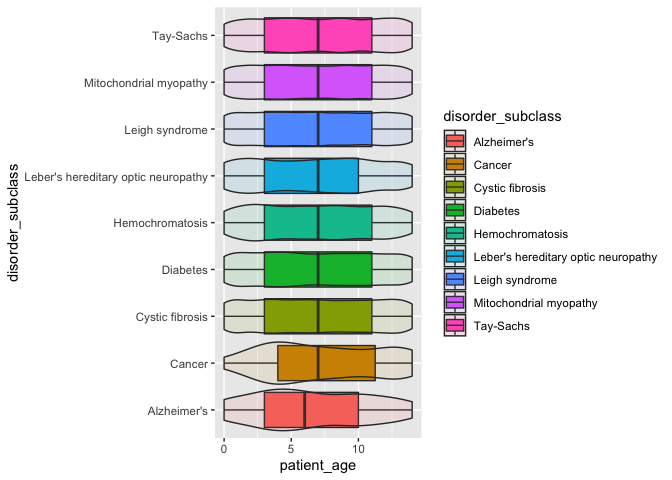 Tay-Sachs
Mitochondrial myopathy
Leigh syndrome
Leber's hereditary optic neuropathy
Hemochromatosis
Diabetes
Cystic fibrosis
Cancer
Alzheimer's
disorder_subclass
0 5 10
patient_age
disorder_subclass
Alzheimer's
Cancer
Cystic fibrosis
Diabetes
Hemochromatosis
Leber's hereditary optic neuropathy
Leigh syndrome
Mitochondrial myopathy
Tay-Sachs